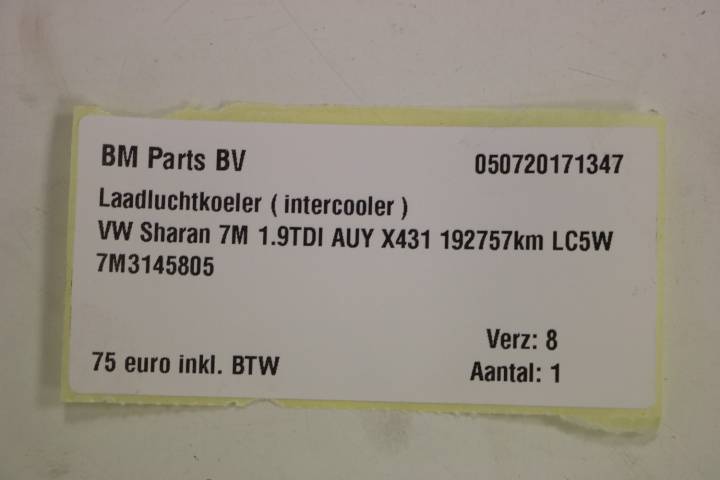 BM Parts BV 050720171347
Laadluchtkoeler ( intercooler )
VW Sharan 7M 1.9TDI AUY X431 192757km LC5W
7M3145805
Verz: 8
75 euro inkl. BTW Aantal: 1